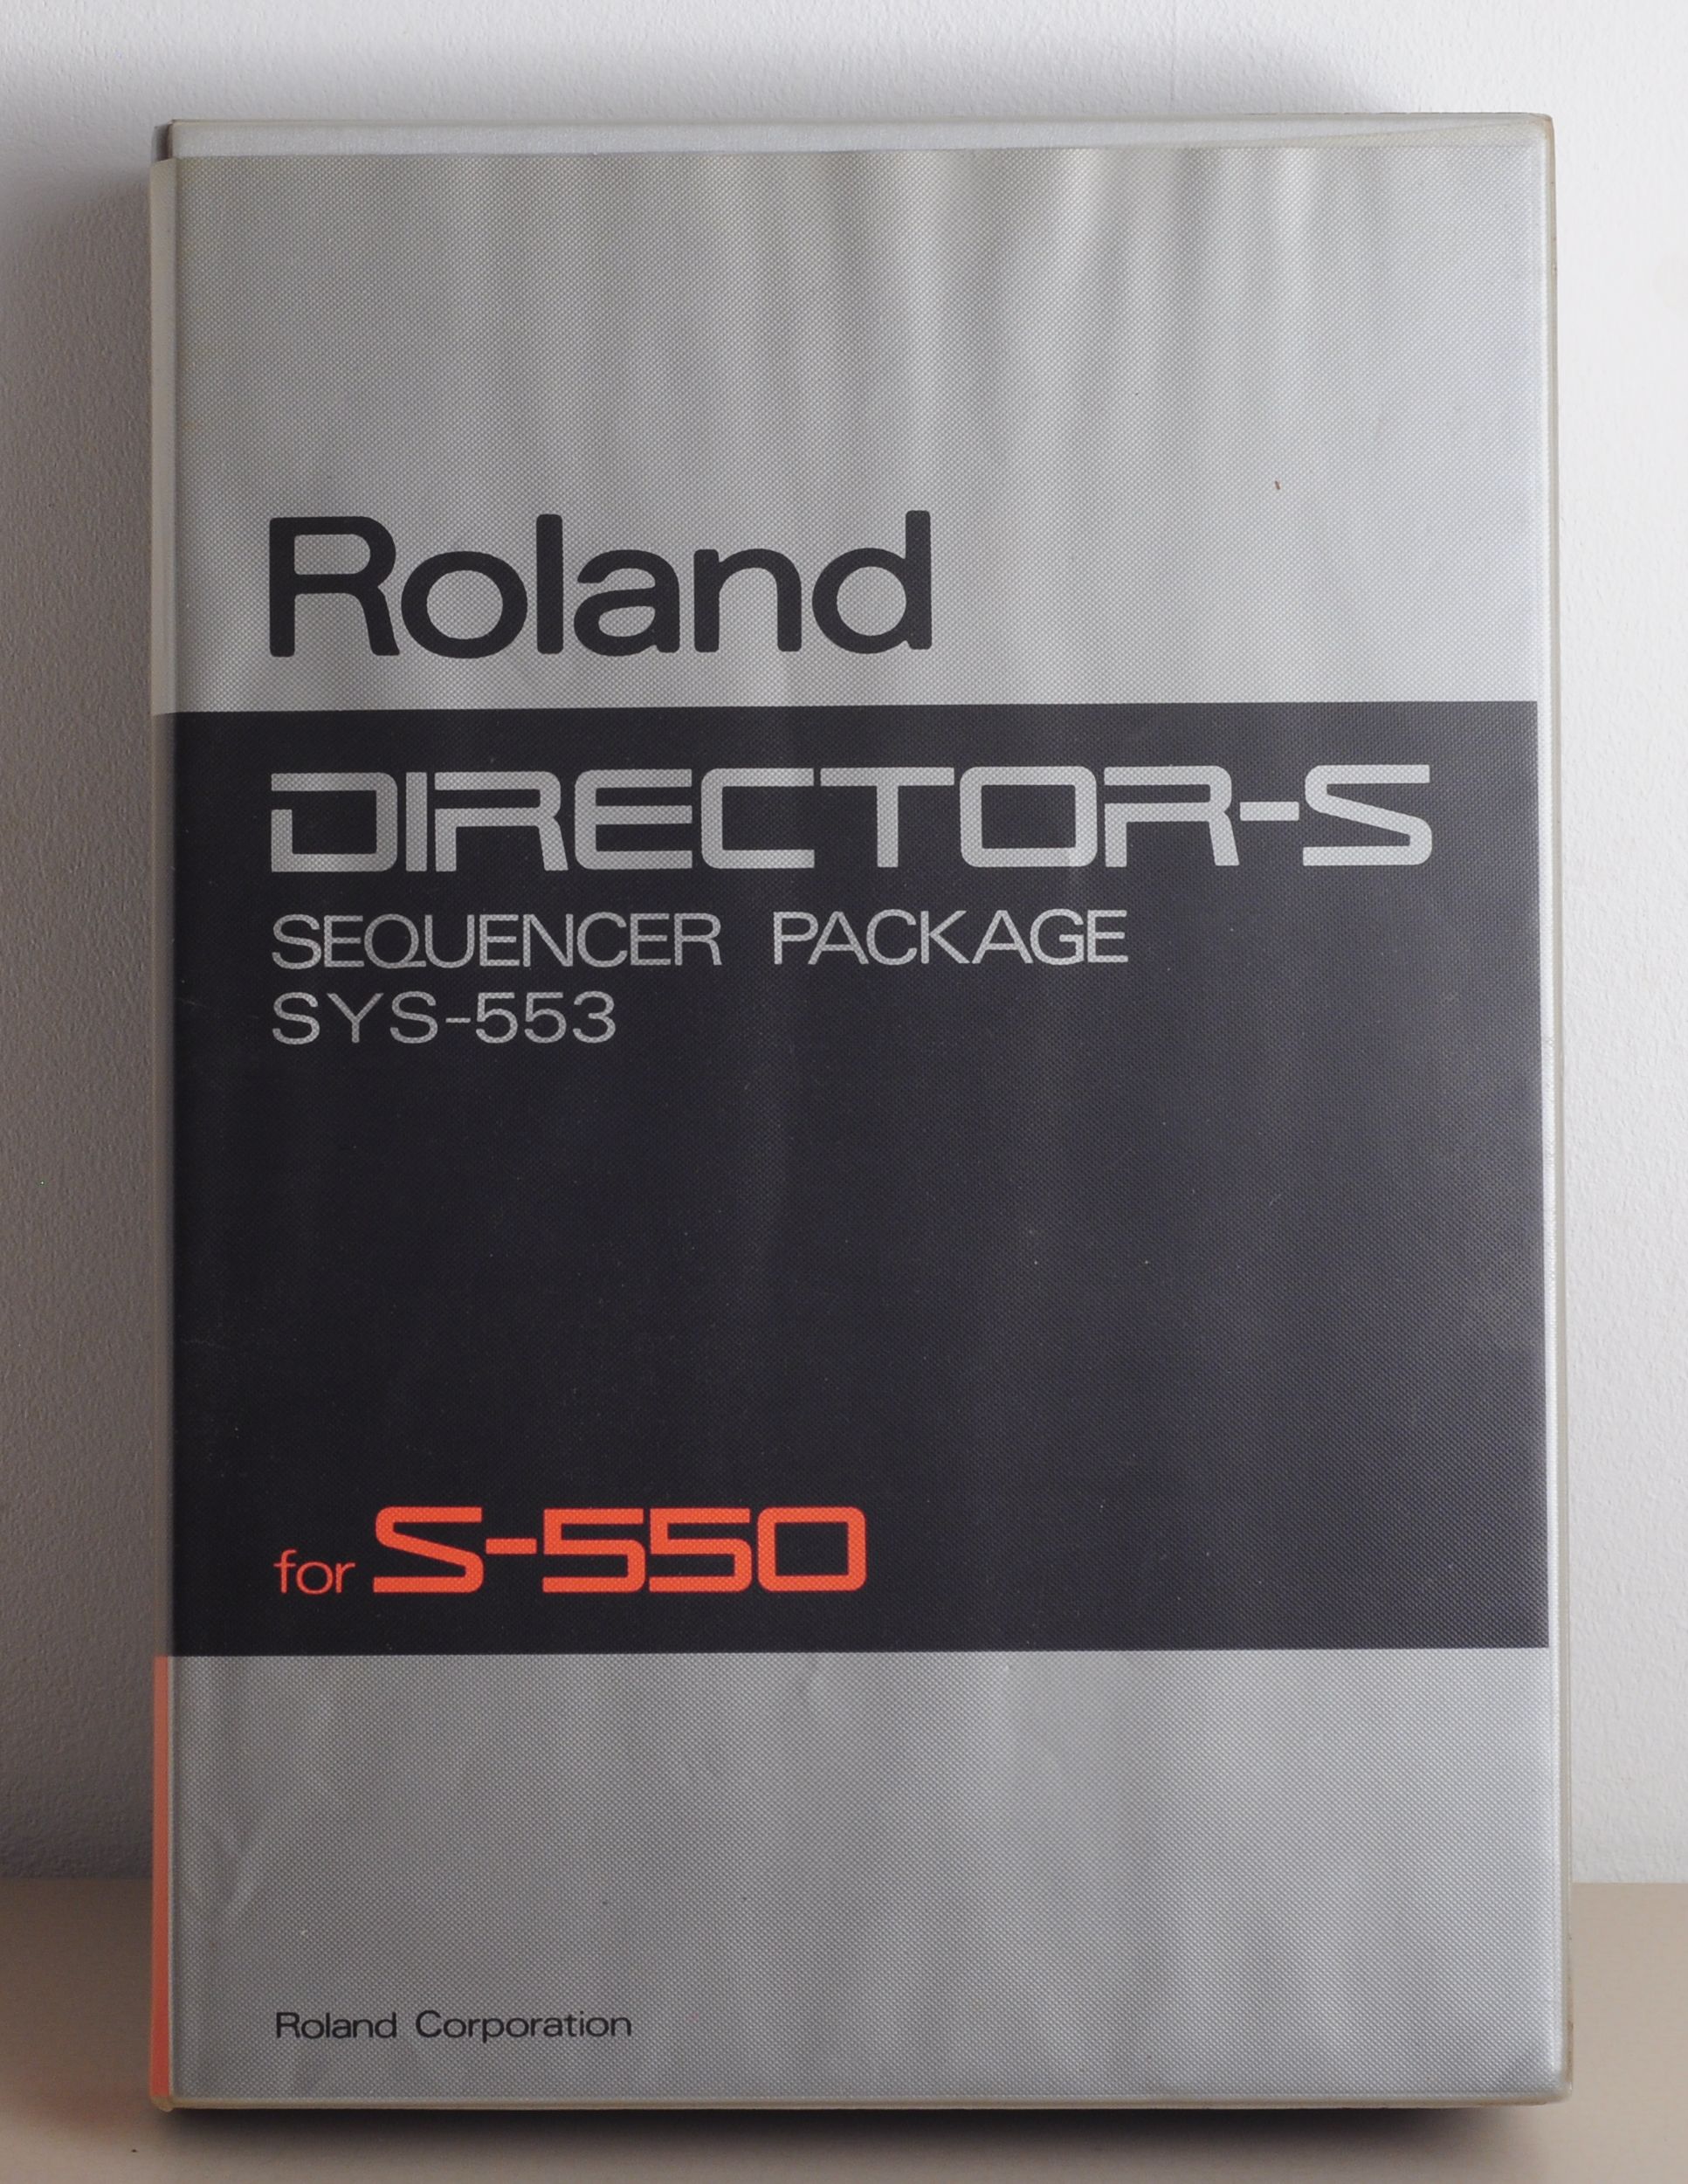 Roland
DIRECTOR-S
SEQUENCER PACKAGE
SYS-553
for S-550
Roland Corporation